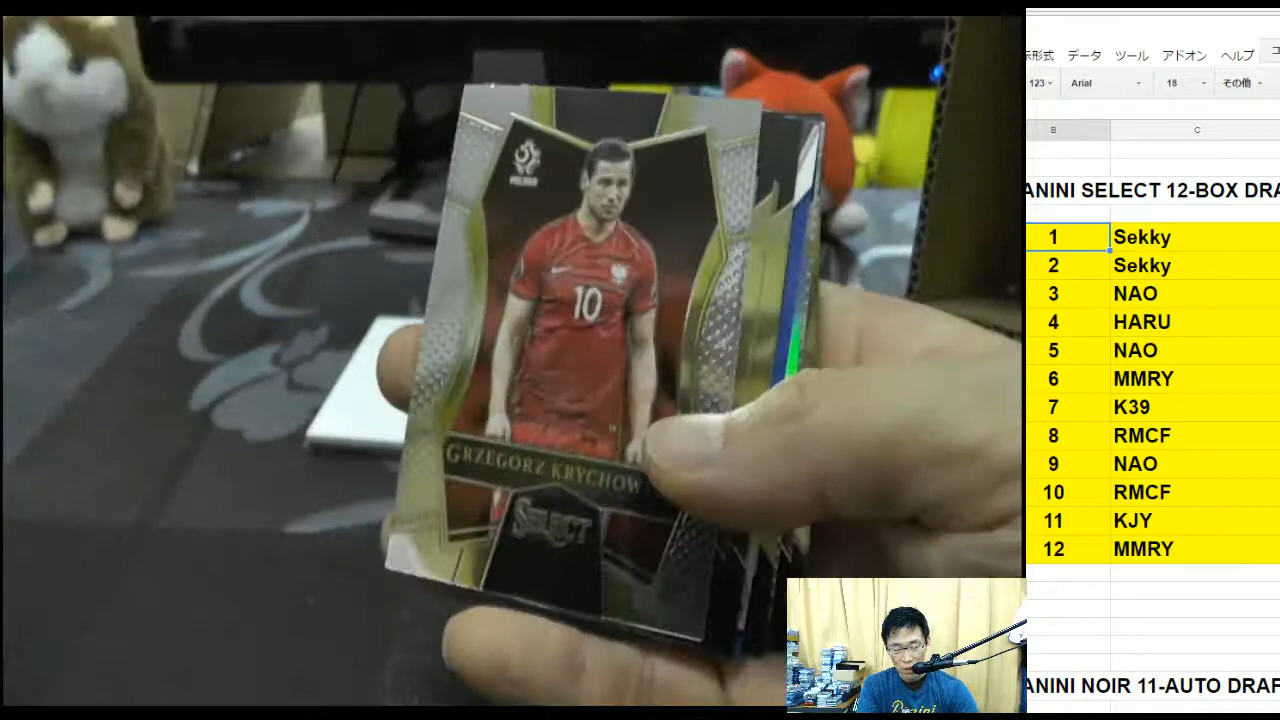 示形式 データ ツール アドオン ヘルプ
123 Arial 18 その他
B C
ANINI SELECT 12-BOX DRA
1 Sekky
2 Sekky
3 NAO
4 HARU
5 NAO
6 MMRY
7 K39
8 RMCF
9 NAO
10 RMCF
11 KJY
12 MMRY
ANINI NOIR 11-AUTO DRAF
10
GRZEGORZ KRYCHOW
SELECT